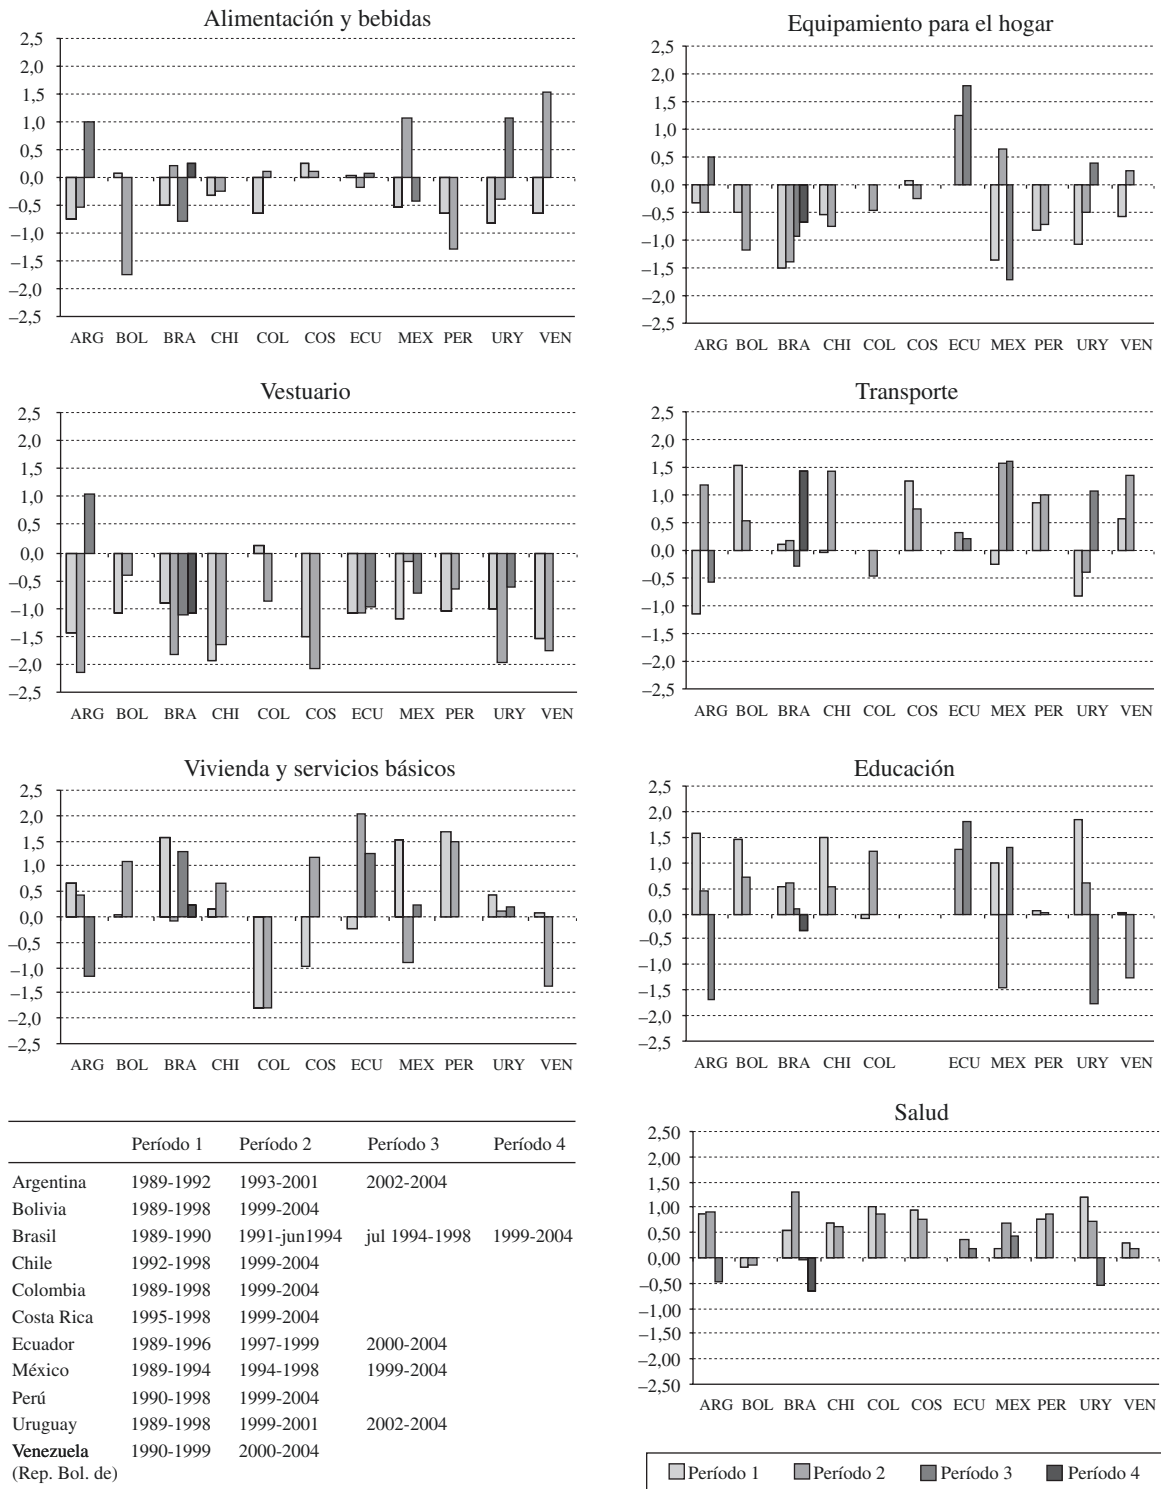 Alimentación y bebidas
2,5
2,0
1,5
1,0
0,5
0,0
–0,5
–1,0
–1,5
–2,0
–2,5
ARG BOL BRA CHI COL COS ECU MEX PER URY VEN
Equipamiento para el hogar
2,5
2,0
1,5
1,0
0,5
0,0
–0,5
–1,0
–1,5
–2,0
–2,5
ARG BOL BRA CHI COL COS ECU MEX PER URY VEN
Vestuario
2,5
2,0
1,5
1,0
0,5
0,0
–0,5
–1,0
–1,5
–2,0
–2,5
ARG BOL BRA CHI COL COS ECU MEX PER URY VEN
Transporte
2,5
2,0
1,5
1,0
0,5
0,0
–0,5
–1,0
–1,5
–2,0
–2,5
ARG BOL BRA CHI COL COS ECU MEX PER URY VEN
Vivienda y servicios básicos
2,5
2,0
1,5
1,0
0,5
0,0
–0,5
–1,0
–1,5
–2,0
–2,5
ARG BOL BRA CHI COL COS ECU MEX PER URY VEN
Educación
2,5
2,0
1,5
1,0
0,5
0,0
–0,5
–1,0
–1,5
–2,0
–2,5
ARG BOL BRA CHI COL ECU MEX PER URY VEN
Período 1 Período 2 Período 3 Período 4
Argentina 1989-1992 1993-2001 2002-2004
Bolivia 1989-1998 1999-2004
Brasil 1989-1990 1991-jun1994 jul 1994-1998 1999-2004
Chile 1992-1998 1999-2004
Colombia 1989-1998 1999-2004
Costa Rica 1995-1998 1999-2004
Ecuador 1989-1996 1997-1999 2000-2004
México 1989-1994 1994-1998 1999-2004
Perú 1990-1998 1999-2004
Uruguay 1989-1998 1999-2001 2002-2004
Venezuela 1990-1999 2000-2004
(Rep. Bol. de)
Salud
2,50
2,00
1,50
1,00
0,50
0,00
–0,50
–1,00
–1,50
–2,00
–2,50
ARG BOL BRA CHI COL COS ECU MEX PER URY VEN
Período 1 Período 2 Período 3 Período 4